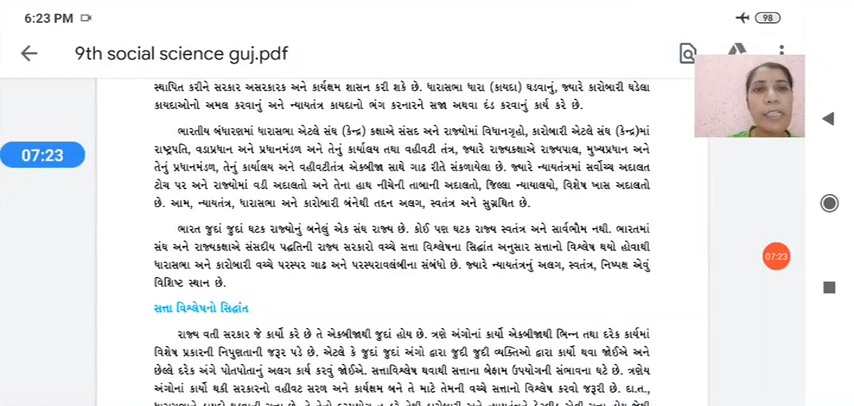 6:23 PM
98
9th social science guj.pdf
સ્થાપિત કરીને સરકાર અસરકારક અને કાર્યક્ષમ શાસન કરી શકે છે. ધારાસભા ધારા (કાયદા) ઘડવાનું, જ્યારે કારોબારી ઘડેલા
કાયદાઓનો અમલ કરવાનું અને ન્યાયતંત્ર કાયદાનો ભંગ કરનારને સજા અથવા દંડ કરવાનું કાર્ય કરે છે.
ભારતીય બંધારણમાં ધારાસભા એટલે સંઘ (કેન્દ્ર) કક્ષાએ સંસદ અને રાજ્યોમાં વિધાનગૃહો, કારોબારી એટલે સંઘ (કેન્દ્ર)માં
07:23
રાષ્ટ્રપતિ, વડાપ્રધાન અને પ્રધાનમંડળ અને તેનું કાર્યાલય તથા વહીવટી તંત્ર, જ્યારે રાજ્યકક્ષાએ રાજ્યપાલ, મુખ્યપ્રધાન અને
તેનું પ્રધાનમંડળ, તેનું કાર્યાલય અને વહીવટીતંત્ર એકબીજા સાથે ગાઢ રીતે સંકળાયેલા છે. જ્યારે ન્યાયતંત્રમાં સર્વોચ્ચ અદાલત
ટોચ પર અને રાજ્યોમાં વડી અદાલતો અને તેના હાથ નીચેની તાબાની અદાલતો, જિલ્લા ન્યાયાલયો, વિશેષ ખાસ અદાલતો
છે. આમ, ન્યાયતંત્ર, ધારાસભા અને કારોબારી બંનેથી તદન અલગ, સ્વતંત્ર અને સુગ્રથિત છે.
ભારત જુદાં જુદાં ઘટક રાજ્યોનું બનેલું એક સંઘ રાજ્ય છે. કોઈ પણ ઘટક રાજ્ય સ્વતંત્ર અને સાર્વભૌમ નથી. ભારતમાં
સંઘ અને રાજ્યકક્ષાએ સંસદીય પદ્ધતિની રાજ્ય સરકારો વચ્ચે સત્તા વિશ્લેષના સિદ્ધાંત અનુસાર સત્તાનો વિશ્લેષ થયો હોવાથી
07:23
ધારાસભા અને કારોબારી વચ્ચે પરસ્પર ગાઢ અને પરસ્પરાવલંબીના સંબંધો છે. જ્યારે ન્યાયતંત્રનું અલગ, સ્વતંત્ર, નિષ્પક્ષ એવું
વિશિષ્ટ સ્થાન છે.
સત્તા વિશ્લેષનો સિદ્ધાંત
રાજ્ય વતી સરકાર જે કાર્યો કરે છે તે એકબીજાથી જુદાં હોય છે. ત્રણે અંગોનાં કાર્યો એકબીજાથી ભિન્ન તથા દરેક કાર્યમાં
વિશેષ પ્રકારની નિપુણતાની જરૂર પડે છે. એટલે કે જુદાં જુદાં અંગો દ્વારા જુદી જુદી વ્યક્તિઓ દ્વારા કાર્યો થવા જોઈએ અને
છેલ્લે દરેક અંગે પોતપોતાનું અલગ કાર્ય કરવું જોઈએ. સત્તાવિશ્લેષ થવાથી સત્તાના બેફામ ઉપયોગની સંભાવના ઘટે છે. ત્રણેય
અંગોનાં કાર્યો થકી સરકારનો વહીવટ સરળ અને કાર્યક્ષમ બને તે માટે તેમની વચ્ચે સત્તાનો વિશ્લેષ કરવો જરૂરી છે. દા.ત.,